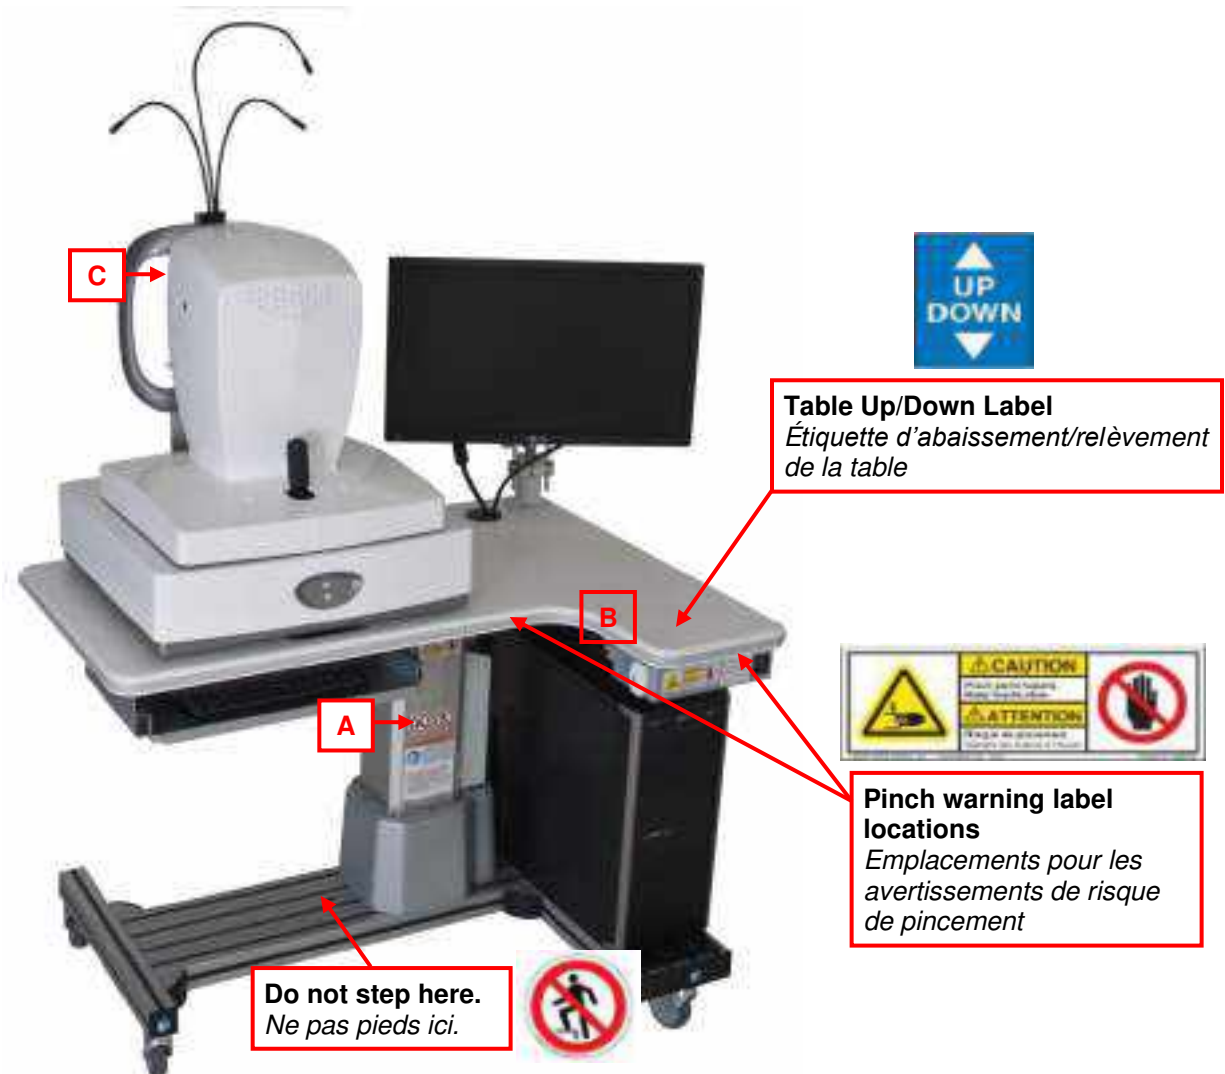 C
UP
DOWN
Table Up/Down Label
Étiquette d'abaissement/relèvement
de la table
B
CAUTION
ATTENTION
A
Pinch warning label
locations
Emplacements pour les
avertissements de risque
de pincement
Do not step here.
Ne pas pieds ici.